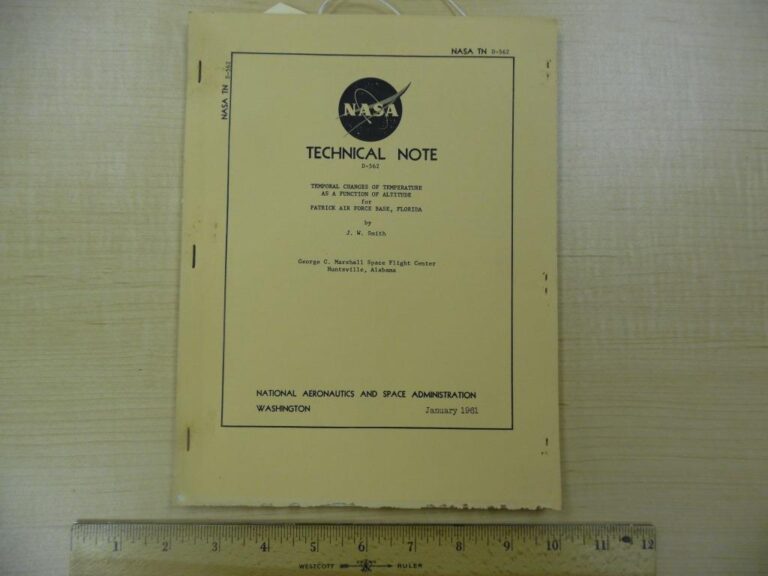 NASA TN D-562
NASA TN D-562
NASA
TECHNICAL NOTE
D-562
TEMPORAL CHANGES OF TEMPERATURE
AS A FUNCTION OF ALTITUDE
for
PATRICK AIR FORCE BASE, FLORIDA
by
J. W. Smith
George C. Marshall Space Flight Center
Huntsville, Alabama
NATIONAL AERONAUTICS AND SPACE ADMINISTRATION
WASHINGTON January 1961
1 2 3 4 5 6 7 8 9 10 11 12
WESTCOTT RULER